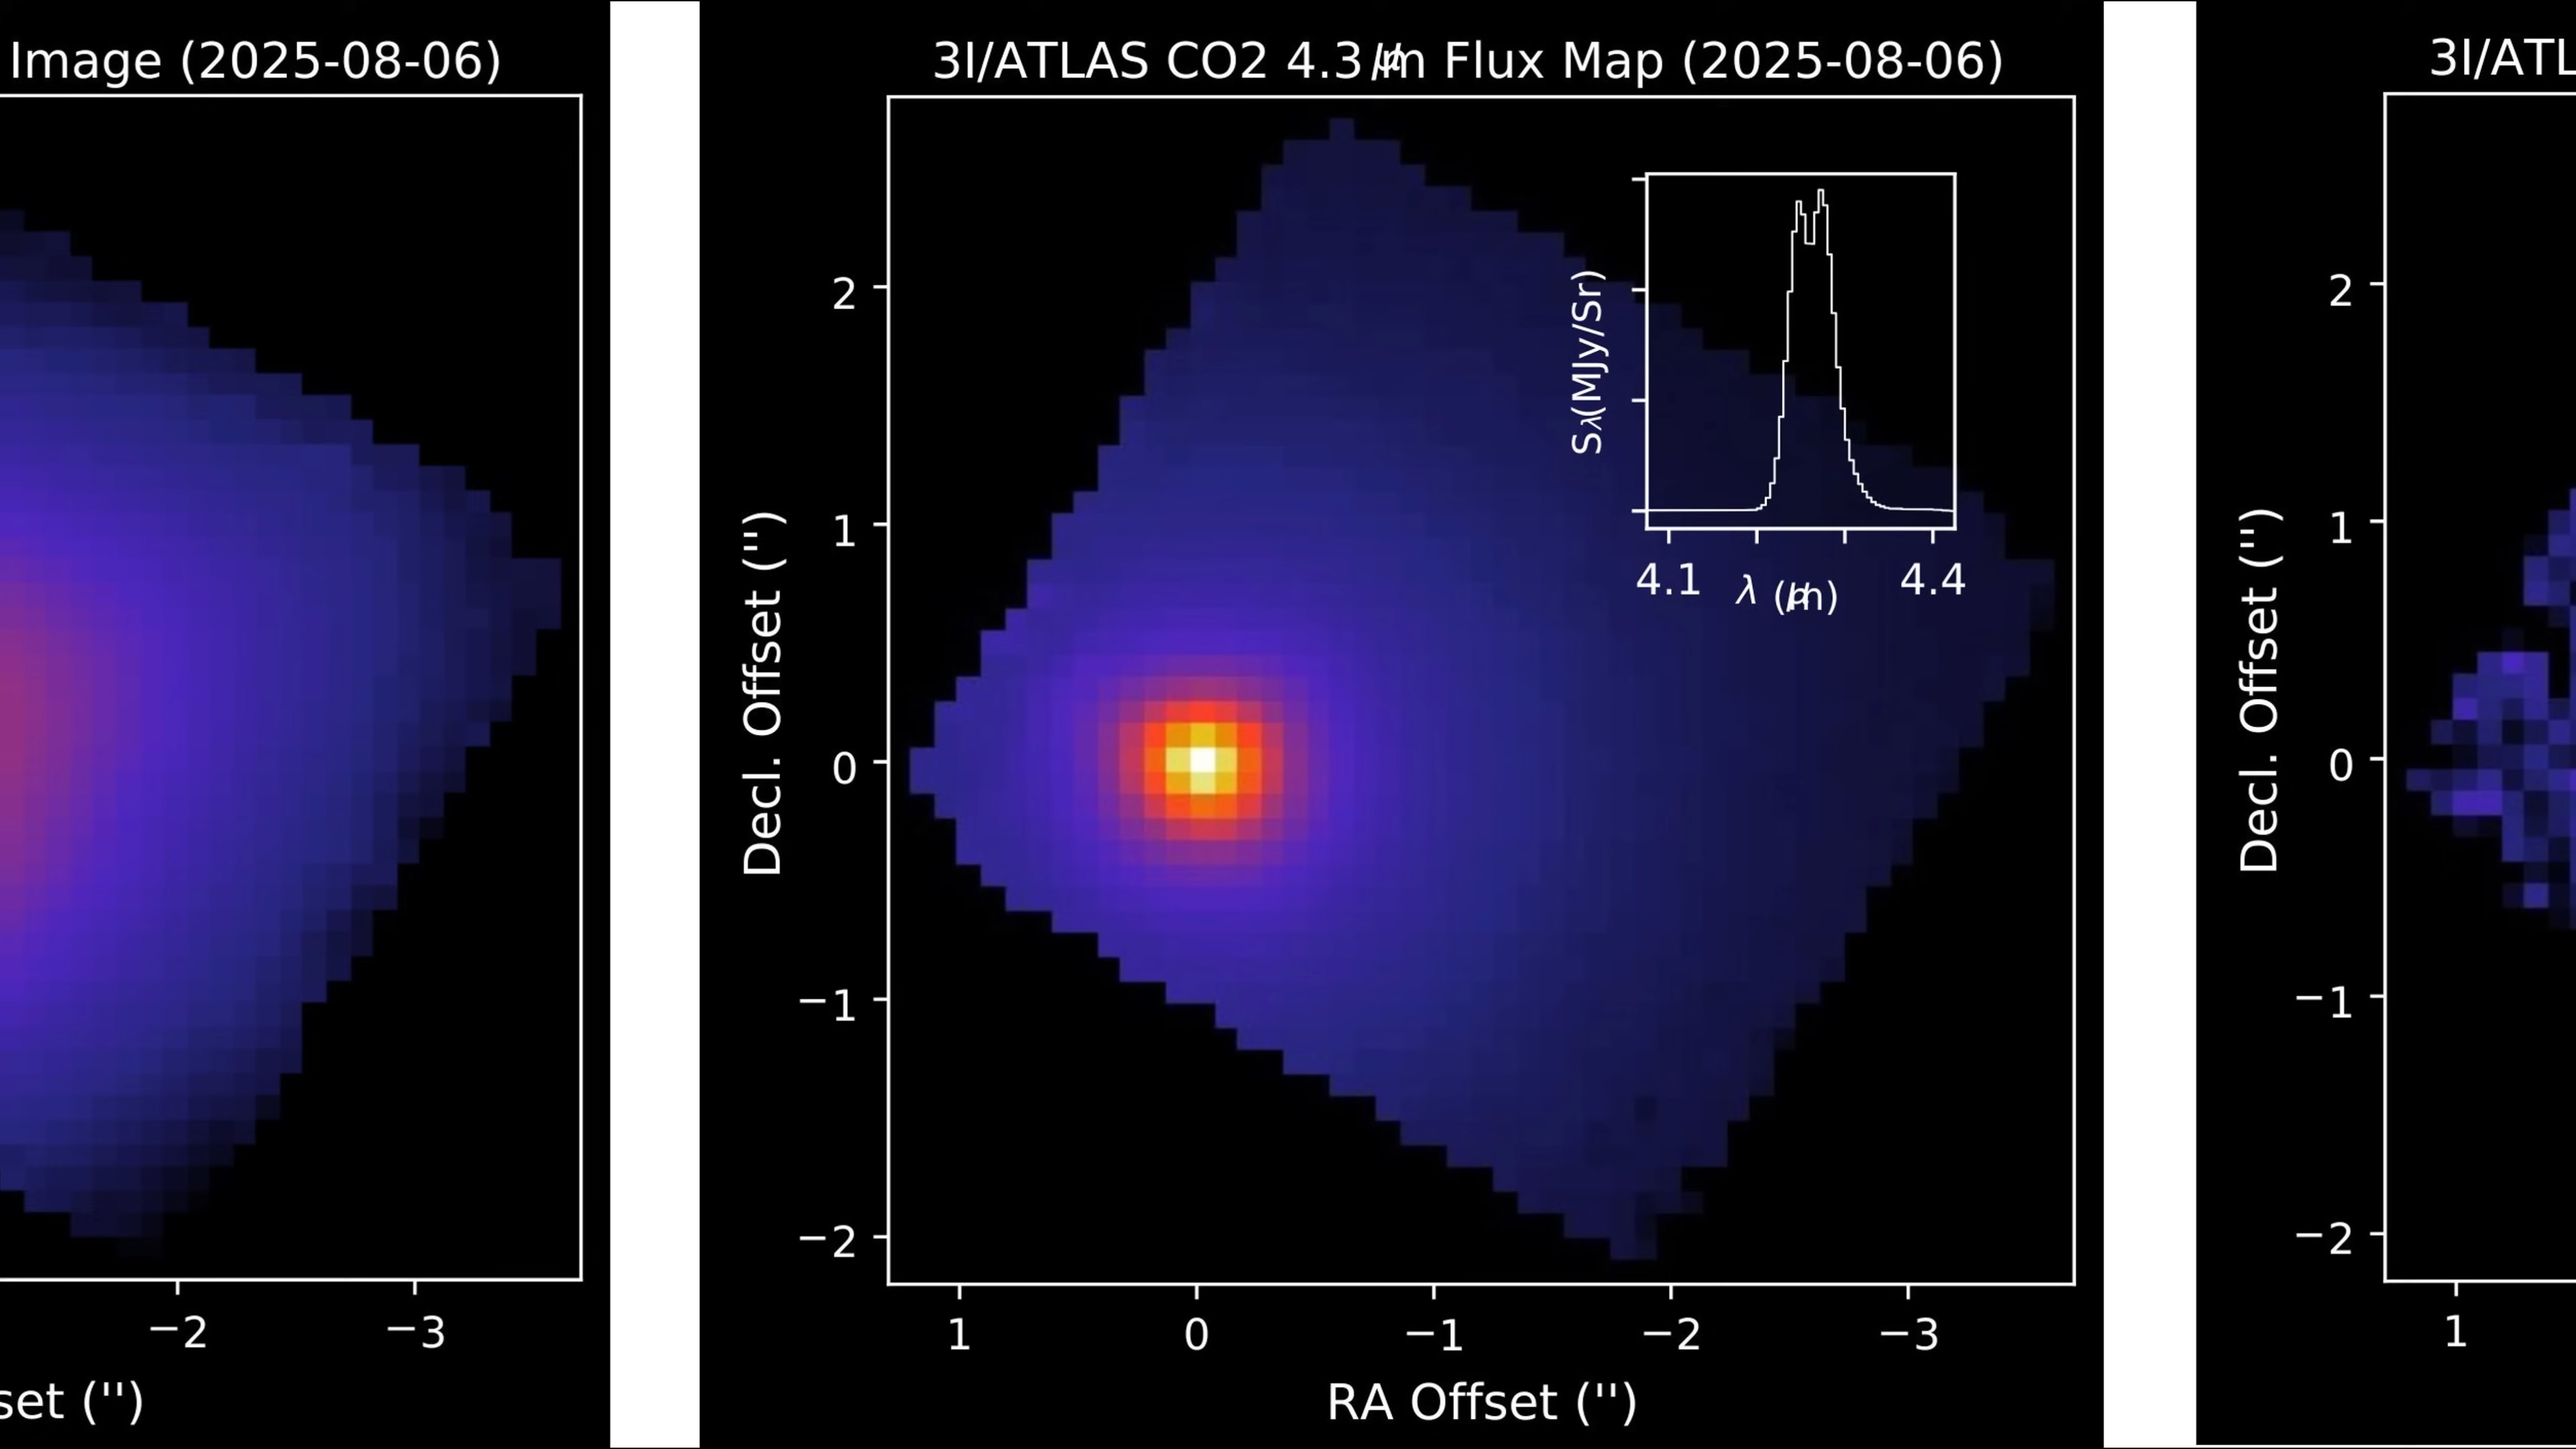 Image (2025-08-06)
−2
−3
set ('')
3I/ATLAS CO2 4.3 μm Flux Map (2025-08-06)
Decl. Offset ('')
2
1
0
−1
−2
Sλ(MJy/Sr)
4.1
4.4
λ (μm)
1
0
−1
−2
−3
RA Offset ('')
3I/ATL
Decl. Offset ('')
2
1
0
−1
−2
1